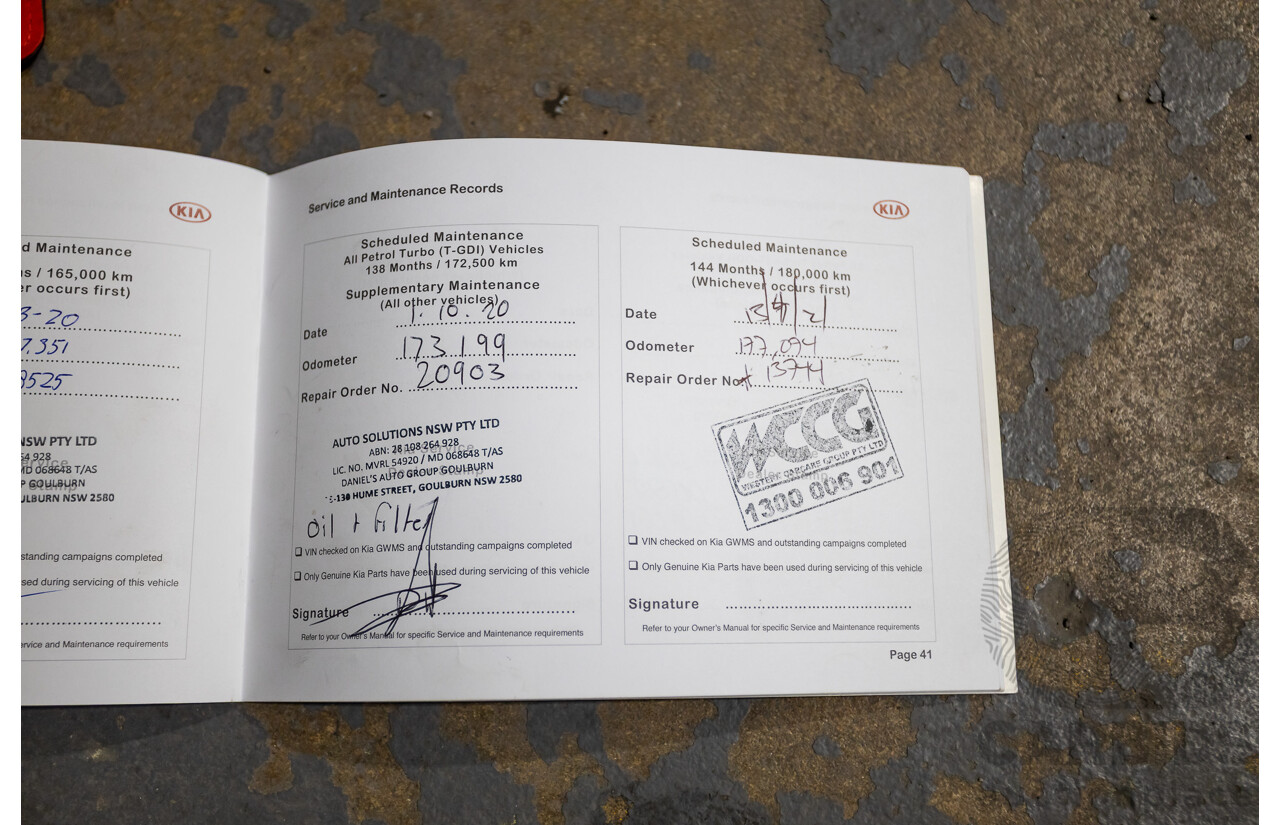 KIA
d Maintenance
s / 165,000 km
er occurs first)
3-20
7.351
9525
NSW PTY LTD
54 928
MD 068648 T/AS
P GOULBURN
ULBURN NSW 2580
standing campaigns completed
sed during servicing of this vehicle
rvice and Maintenance requirements
Service and Maintenance Records
Scheduled Maintenance
All Petrol Turbo (T-GDI) Vehicles
138 Months / 172,500 km
Supplementary Maintenance
(All other vehicles)
Date 1.10.20
Odometer 173199
Repair Order No. 20903
AUTO SOLUTIONS NSW PTY LTD
ABN: 28 108 264 928
LIC. NO. MVRL 54920 / MD 068648 T/AS
DANIEL'S AUTO GROUP GOULBURN
-130 HUME STREET, GOULBURN NSW 2580
oil + filter
VIN checked on Kia GWMS and outstanding campaigns completed
Only Genuine Kia Parts have been used during servicing of this vehicle
Signature
Refer to your Owner's Manual for specific Service and Maintenance requirements
KIA
Scheduled Maintenance
144 Months / 180,000 km
(Whichever occurs first)
Date 13/4/21
Odometer 177,094
Repair Order No. 13744
WCCG
WESTERN CARCARE GROUP PTY LTD
1300 006 901
VIN checked on Kia GWMS and outstanding campaigns completed
Only Genuine Kia Parts have been used during servicing of this vehicle
Signature
Refer to your Owner's Manual for specific Service and Maintenance requirements
Page 41